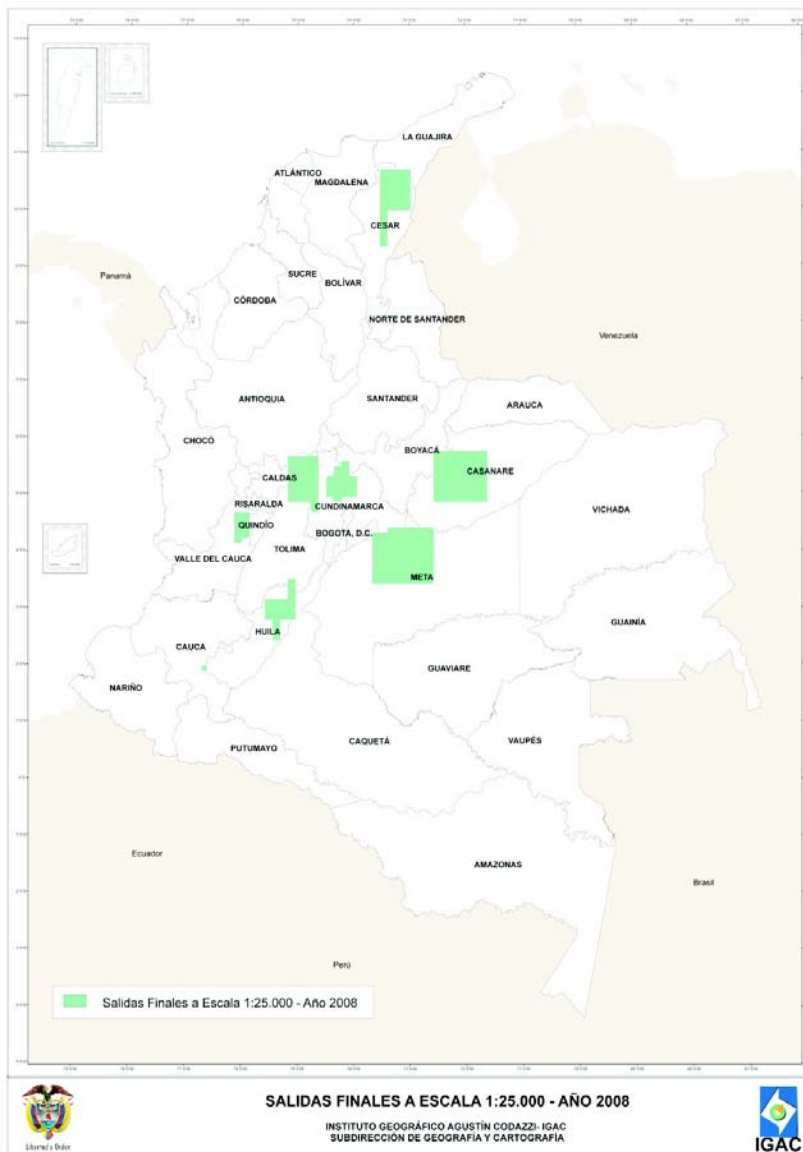 LA GUAJIRA
ATLÁNTICO
MAGDALENA
CESAR
Panamá
SUCRE
BOLÍVAR
CÓRDOBA
NORTE DE SANTANDER
Venezuela
ANTIOQUIA
SANTANDER
ARAUCA
CHOCÓ
BOYACÁ
CASANARE
CALDAS
RISARALDA
CUNDINAMARCA
VICHADA
QUINDÍO
BOGOTA, D.C.
TOLIMA
VALLE DEL CAUCA
META
GUAINÍA
HUILA
CAUCA
GUAVIARE
NARIÑO
CAQUETÁ
VAUPÉS
PUTUMAYO
Ecuador
AMAZONAS
Brasil
Perú
Salidas Finales a Escala 1:25.000 - Año 2008
SALIDAS FINALES A ESCALA 1:25.000 - AÑO 2008
INSTITUTO GEOGRÁFICO AGUSTÍN CODAZZI- IGAC
SUBDIRECCIÓN DE GEOGRAFÍA Y CARTOGRAFÍA
Libertad y Orden
IGAC